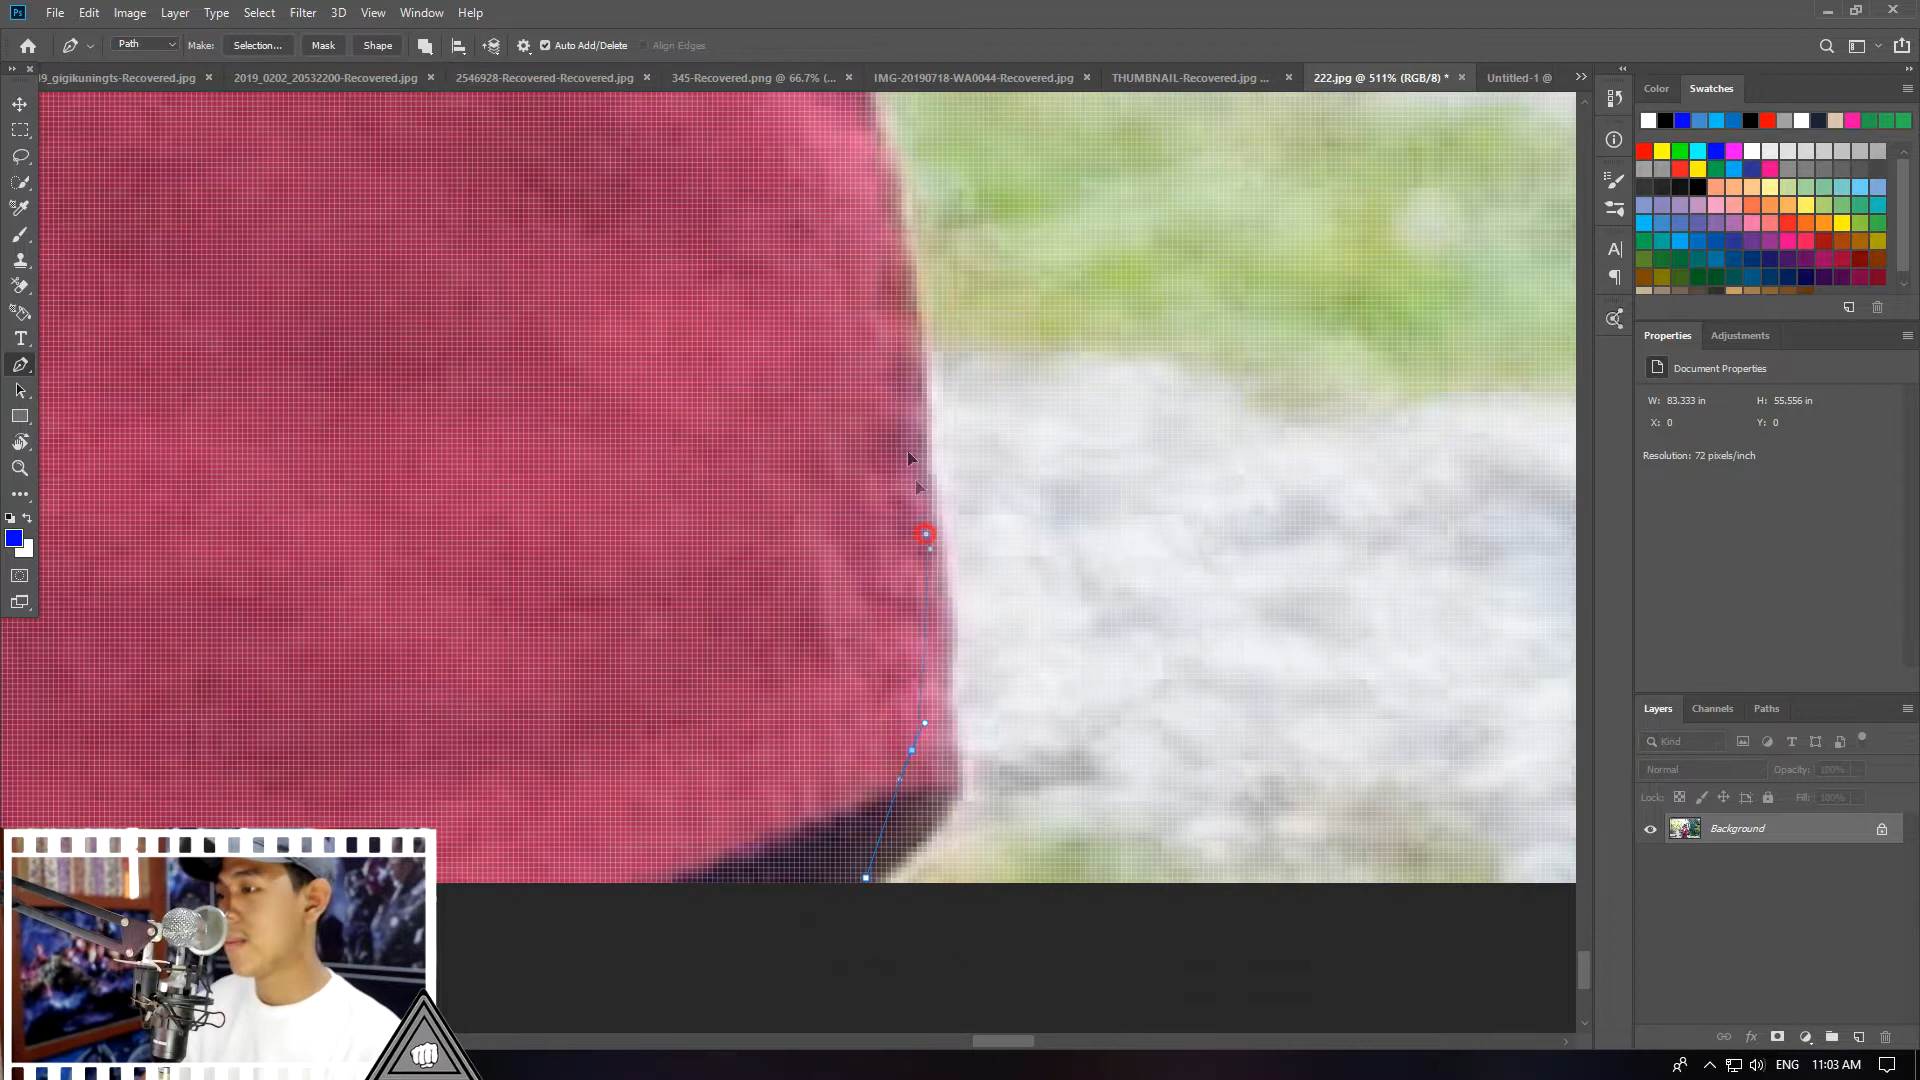 Ps File Edit Image Layer Type Select Filter 3D View Window Help
Path Make: Selection... Mask Shape Auto Add/Delete Align Edges
9_gigikuningts-Recovered.jpg × 2019_0202_20532200-Recovered.jpg × 2546928-Recovered-Recovered.jpg × 345-Recovered.png @ 66.7% (... × IMG-20190718-WA0044-Recovered.jpg × THUMBNAIL-Recovered.jpg ... × 222.jpg @ 511% (RGB/8) * × Untitled-1 @
Color Swatches
Properties Adjustments
Document Properties
W: 83.333 in H: 55.556 in
X: 0 Y: 0
Resolution: 72 pixels/inch
Layers Channels Paths
Kind
Normal Opacity: 100%
Lock: Fill: 100%
Background
fx
ENG 11:03 AM